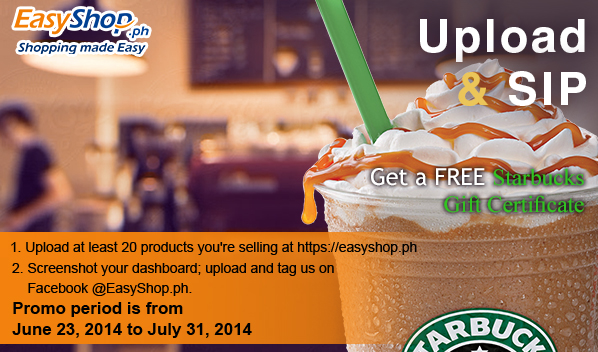 EasyShop.ph
Shopping made Easy
Upload
& SIP
Get a FREE Starbucks
Gift Certificate
1. Upload at least 20 products you're selling at https://easyshop.ph
2. Screenshot your dashboard; upload and tag us on
Facebook @EasyShop.ph.
Promo period is from
June 23, 2014 to July 31, 2014
TARBUCK